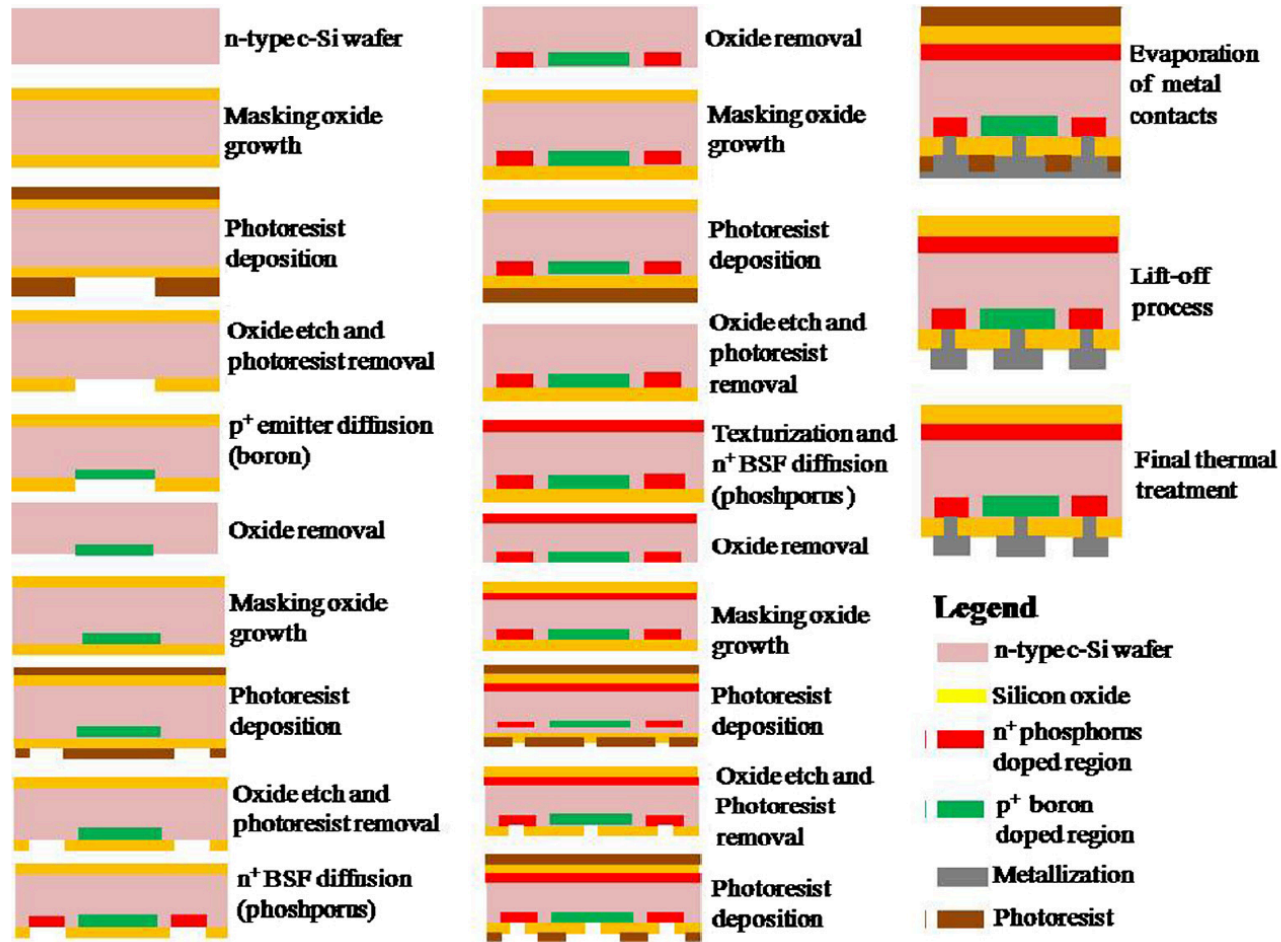 n-type c-Si wafer
Masking oxide
growth
Photoresist
deposition
Oxide etch and
photoresist removal
p+ emitter diffusion
(boron)
Oxide removal
Masking oxide
growth
Photoresist
deposition
Oxide etch and
photoresist removal
n+ BSF diffusion
(phoshporus)
Oxide removal
Masking oxide
growth
Photoresist
deposition
Oxide etch and
photoresist
removal
Texturization and
n+ BSF diffusion
(phoshporus )
Oxide removal
Masking oxide
growth
Photoresist
deposition
Oxide etch and
Photoresist
removal
Photoresist
deposition
Evaporation
of metal
contacts
Lift-off
process
Final thermal
treatment
Legend
n-type c-Si wafer
Silicon oxide
n+ phosphorus
doped region
p+ boron
doped region
Metallization
Photoresist